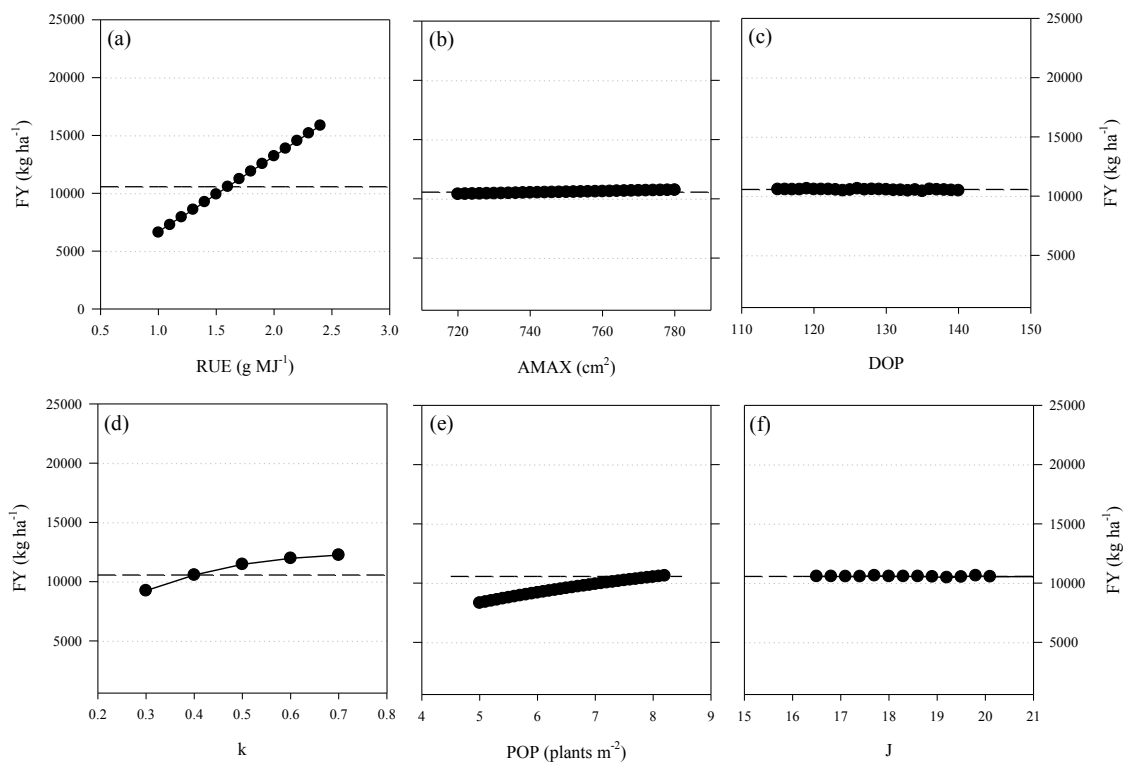 (a)
(b)
(c)
25000
20000
15000
10000
5000
0
FY (kg ha⁻¹)
25000
20000
15000
10000
5000
FY (kg ha⁻¹)
0.5 1.0 1.5 2.0 2.5 3.0
720 740 760 780
110 120 130 140 150
RUE (g MJ⁻¹)
AMAX (cm²)
DOP
(d)
(e)
(f)
25000
20000
15000
10000
5000
FY (kg ha⁻¹)
25000
20000
15000
10000
5000
FY (kg ha⁻¹)
0.2 0.3 0.4 0.5 0.6 0.7 0.8
4 5 6 7 8 9
15 16 17 18 19 20 21
k
POP (plants m⁻²)
J